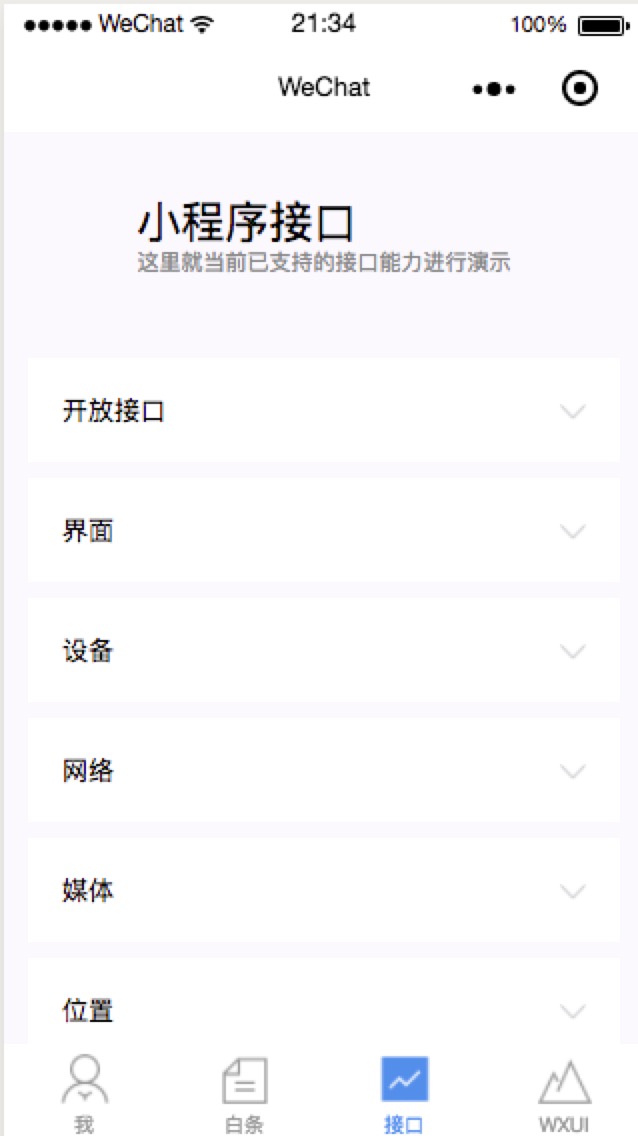 WeChat 21:34 100%
WeChat
小程序接口
这里就当前已支持的接口能力进行演示
开放接口
界面
设备
网络
媒体
位置
我 白条 接口 WXUI